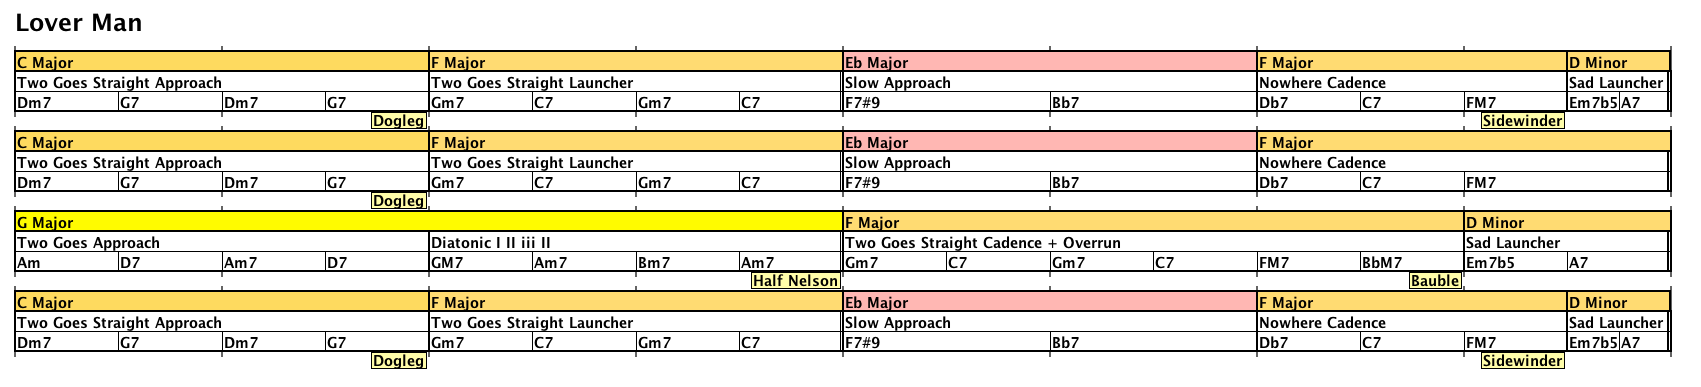 Lover Man
C Major F Major Eb Major F Major D Minor
Two Goes Straight Approach Two Goes Straight Launcher Slow Approach Nowhere Cadence Sad Launcher
Dm7 G7 Dm7 G7 Gm7 C7 Gm7 C7 F7#9 Bb7 Db7 C7 FM7 Em7b5 A7
Dogleg Sidewinder
C Major F Major Eb Major F Major
Two Goes Straight Approach Two Goes Straight Launcher Slow Approach Nowhere Cadence
Dm7 G7 Dm7 G7 Gm7 C7 Gm7 C7 F7#9 Bb7 Db7 C7 FM7
Dogleg
G Major F Major D Minor
Two Goes Approach Diatonic I II iii II Two Goes Straight Cadence + Overrun Sad Launcher
Am D7 Am7 D7 GM7 Am7 Bm7 Am7 Gm7 C7 Gm7 C7 FM7 BbM7 Em7b5 A7
Half Nelson Bauble
C Major F Major Eb Major F Major D Minor
Two Goes Straight Approach Two Goes Straight Launcher Slow Approach Nowhere Cadence Sad Launcher
Dm7 G7 Dm7 G7 Gm7 C7 Gm7 C7 F7#9 Bb7 Db7 C7 FM7 Em7b5 A7
Dogleg Sidewinder